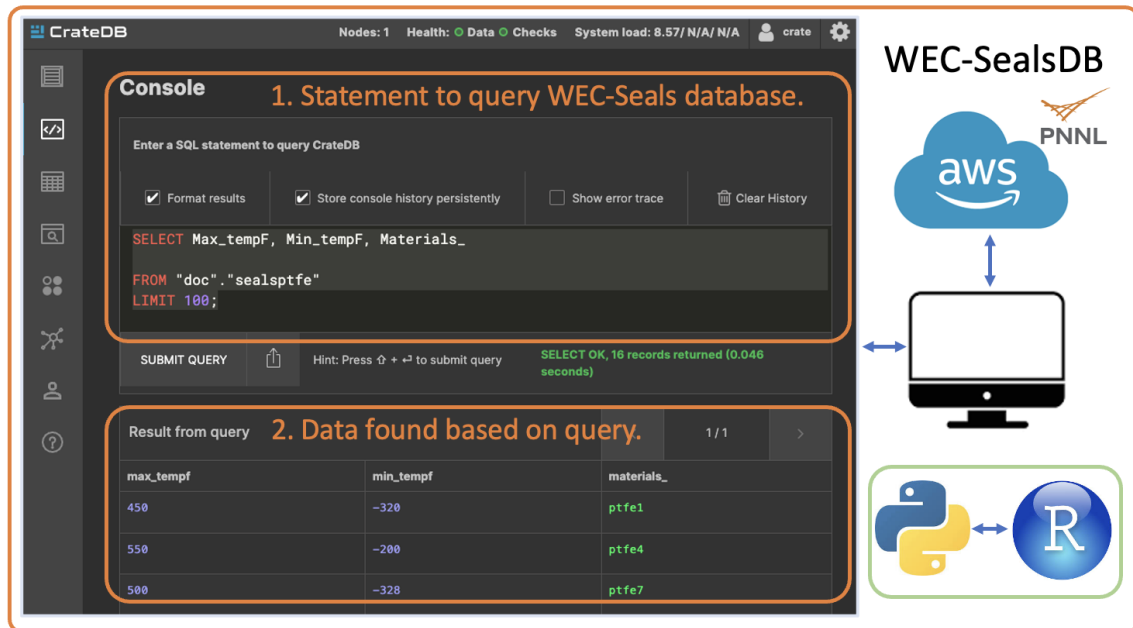 CrateDB
Nodes: 1 Health: Data Checks System load: 8.57/ N/A/ N/A crate
WEC-SealsDB
PNNL
aws
Console
1. Statement to query WEC-Seals database.
Enter a SQL statement to query CrateDB
Format results Store console history persistently Show error trace Clear History
SELECT Max_tempF, Min_tempF, Materials_
FROM "doc"."sealsptfe"
LIMIT 100;
SUBMIT QUERY Hint: Press ⇧ + ⏎ to submit query SELECT OK, 16 records returned (0.046
seconds)
Result from query 2. Data found based on query. 1/1 >
max_tempf min_tempf materials_
450 -320 ptfe1
550 -200 ptfe4
500 -328 ptfe7
R